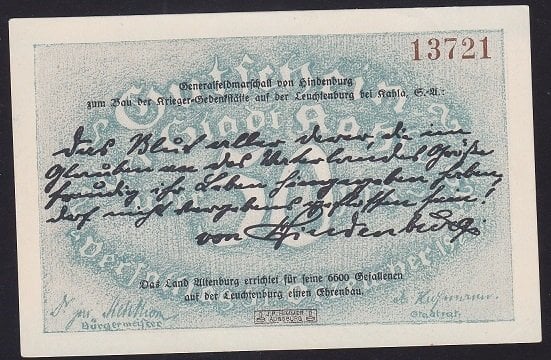 13721
Generalfeldmarschall von Hindenburg
zum Bau der Krieger-Gedenkstätte auf der Leuchtenburg bei Kahla, S.-A.:
Das Blut aller derer, die im
Glauben an des Vaterlandes Größe
freudig ihr Leben hingegeben haben,
darf nicht vergebens geflossen sein!
von Hindenburg.
Das Land Altenburg errichtet für seine 6600 Gefallenen
auf der Leuchtenburg einen Ehrenbau.
Bürgermeister
Stadtrat
AUGSBURG